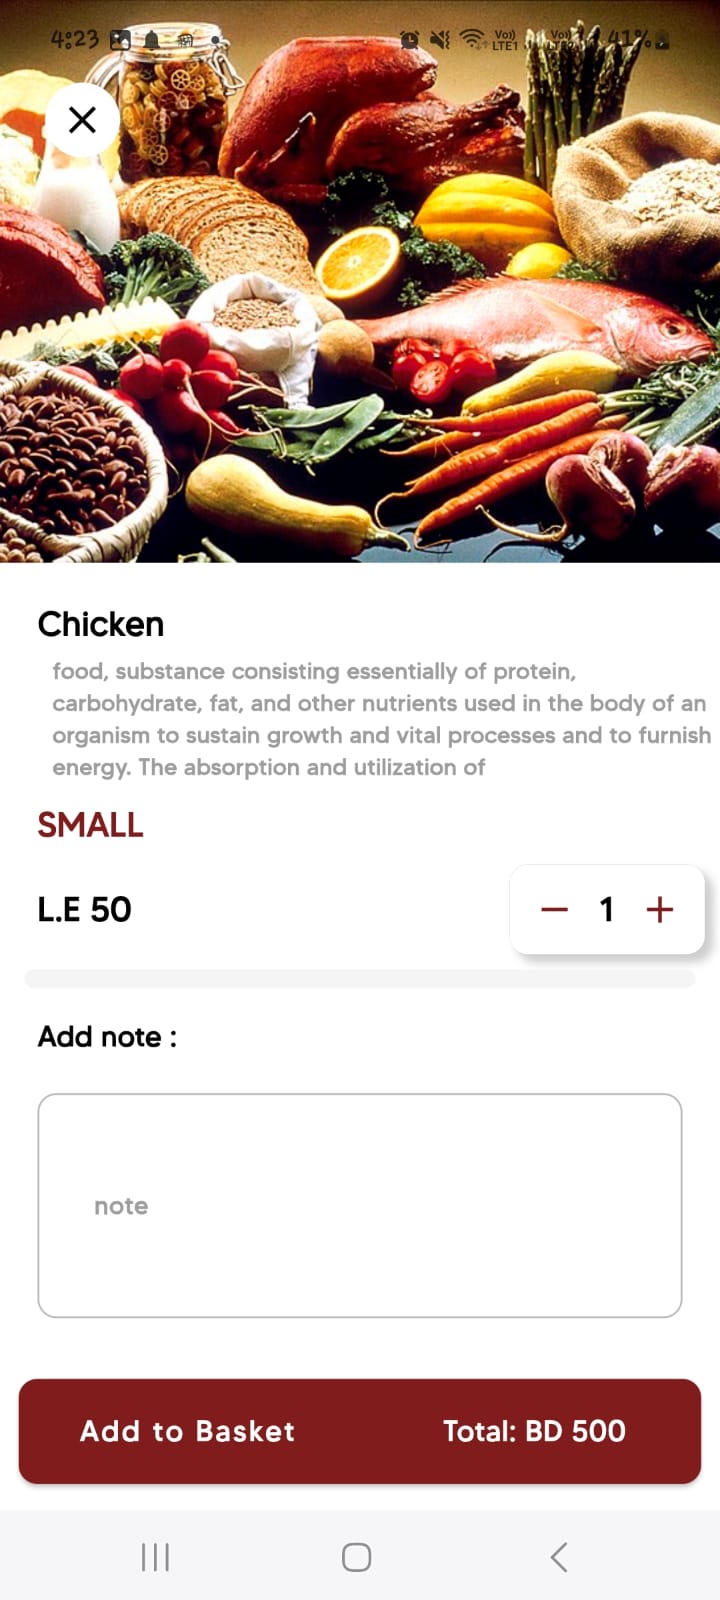 4:23
Vo)) LTE1
41%
Chicken
food, substance consisting essentially of protein,
carbohydrate, fat, and other nutrients used in the body of an
organism to sustain growth and vital processes and to furnish
energy. The absorption and utilization of
SMALL
L.E 50
1
Add note :
note
Add to Basket
Total: BD 500